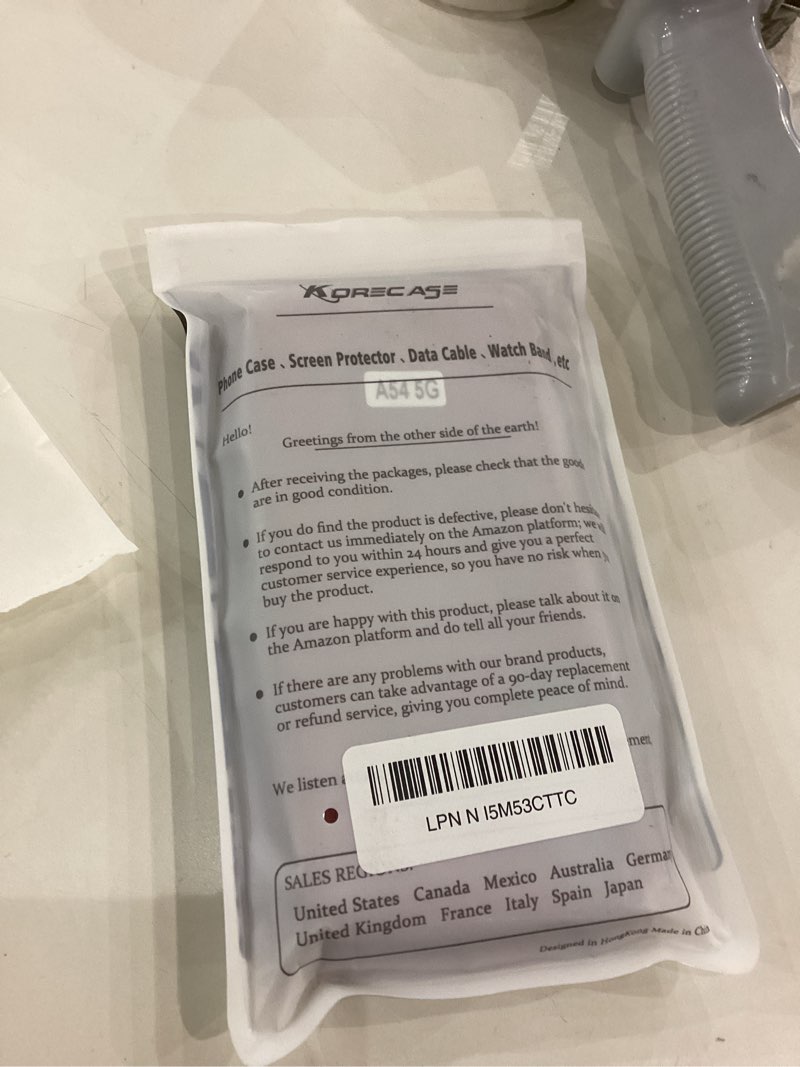 KORECASE
Phone Case、Screen Protector、Data Cable、Watch Band,etc
A54 5G
Hello!
Greetings from the other side of the earth!
● After receiving the packages, please check that the good
are in good condition.
● If you do find the product is defective, please don't hesi
to contact us immediately on the Amazon platform; we
respond to you within 24 hours and give you a perfect
customer service experience, so you have no risk when
buy the product.
● If you are happy with this product, please talk about it on
the Amazon platform and do tell all your friends.
● If there are any problems with our brand products,
customers can take advantage of a 90-day replacement
or refund service, giving you complete peace of mind.
We listen
LPN N I5M53CTTC
SALES
United States Canada Mexico Australia German
United Kingdom France Italy Spain Japan
Designed in HongKong Made in China